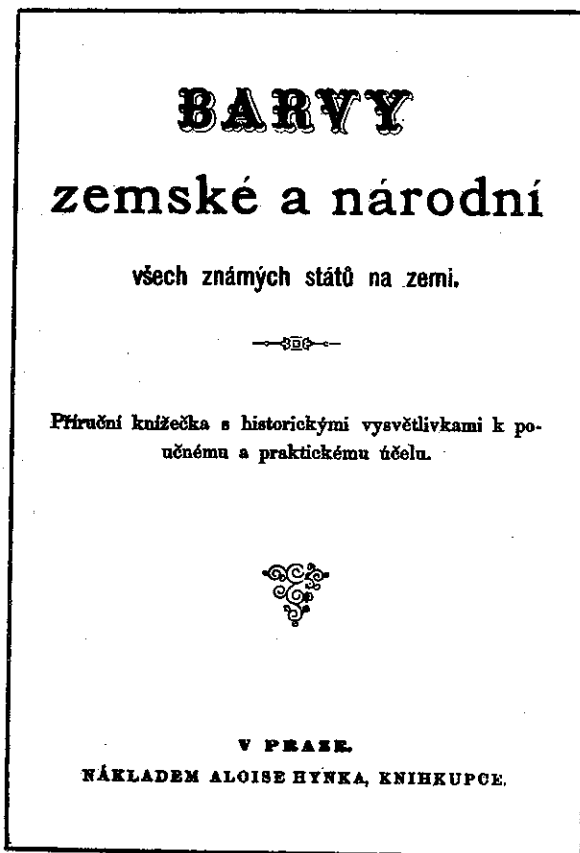 BARVY
zemské a národní
všech známých států na zemi.
Příruční knížečka s historickými vysvětlivkami k po-
učnému a praktickému účelu.
V PRAZE.
NÁKLADEM ALOISE HYNKA, KNIHKUPCE.